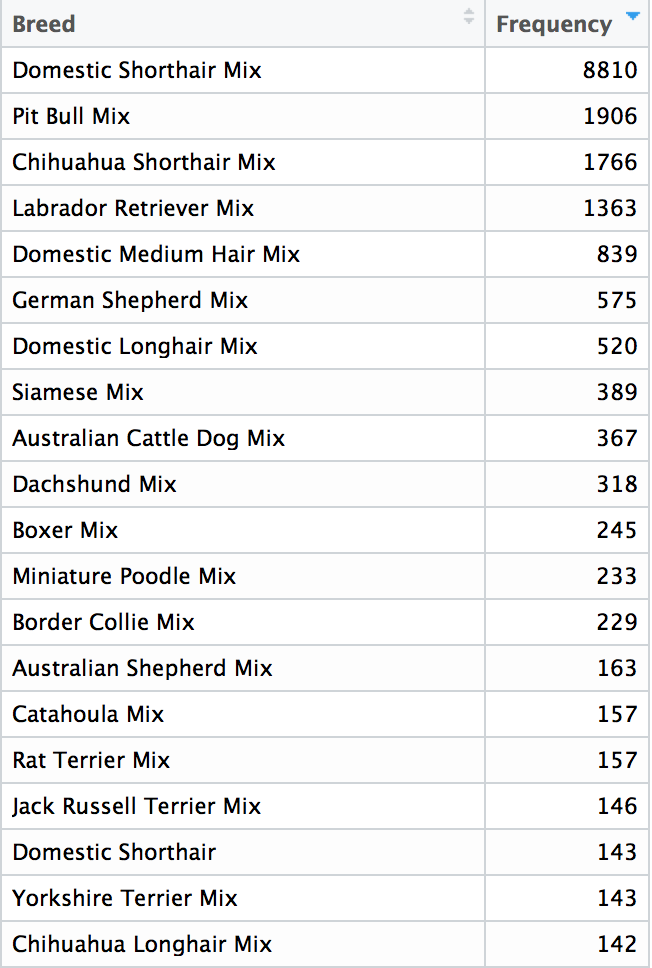 Breed Frequency
Domestic Shorthair Mix 8810
Pit Bull Mix 1906
Chihuahua Shorthair Mix 1766
Labrador Retriever Mix 1363
Domestic Medium Hair Mix 839
German Shepherd Mix 575
Domestic Longhair Mix 520
Siamese Mix 389
Australian Cattle Dog Mix 367
Dachshund Mix 318
Boxer Mix 245
Miniature Poodle Mix 233
Border Collie Mix 229
Australian Shepherd Mix 163
Catahoula Mix 157
Rat Terrier Mix 157
Jack Russell Terrier Mix 146
Domestic Shorthair 143
Yorkshire Terrier Mix 143
Chihuahua Longhair Mix 142